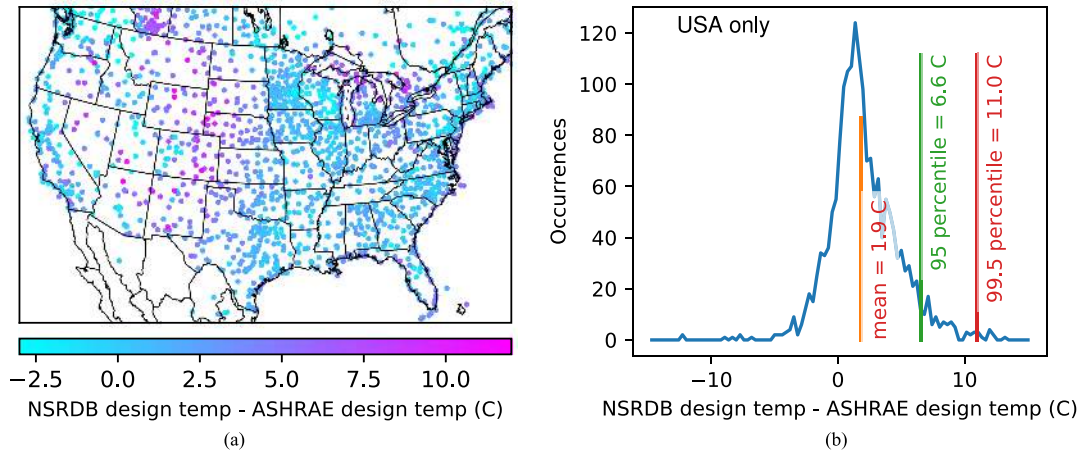 −2.5 0.0 2.5 5.0 7.5 10.0
NSRDB design temp - ASHRAE design temp (C)
(a)
USA only
Occurrences
120
100
80
60
40
20
0
mean = 1.9 C
95 percentile = 6.6 C
99.5 percentile = 11.0 C
−10 0 10
NSRDB design temp - ASHRAE design temp (C)
(b)